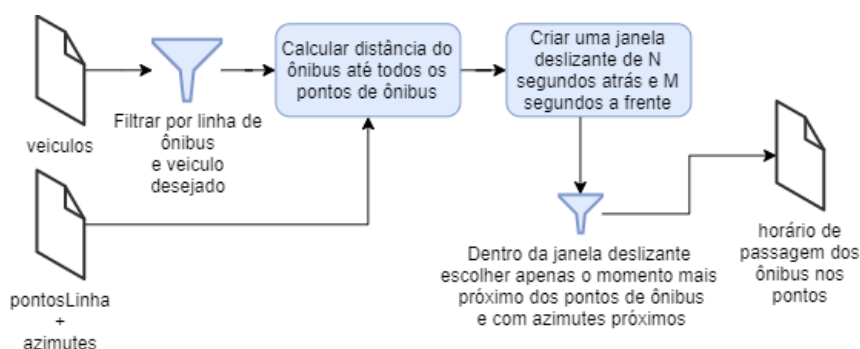 veiculos
Filtrar por linha de
ônibus
e veiculo
desejado
Calcular distância do
ônibus até todos os
pontos de ônibus
Criar uma janela
deslizante de N
segundos atrás e M
segundos a frente
pontosLinha
+
azimutes
Dentro da janela deslizante
escolher apenas o momento mais
próximo dos pontos de ônibus
e com azimutes próximos
horário de
passagem dos
ônibus nos
pontos